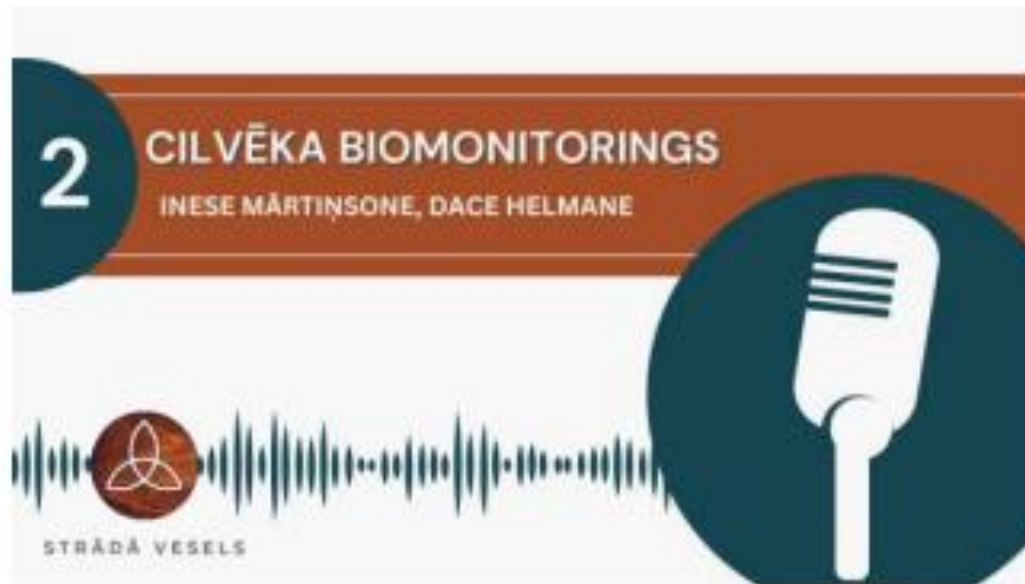 2
CILVĒKA BIOMONITORINGS
INESE MĀRTIŅSONE, DACE HELMANE
STRĀDĀ VESELS